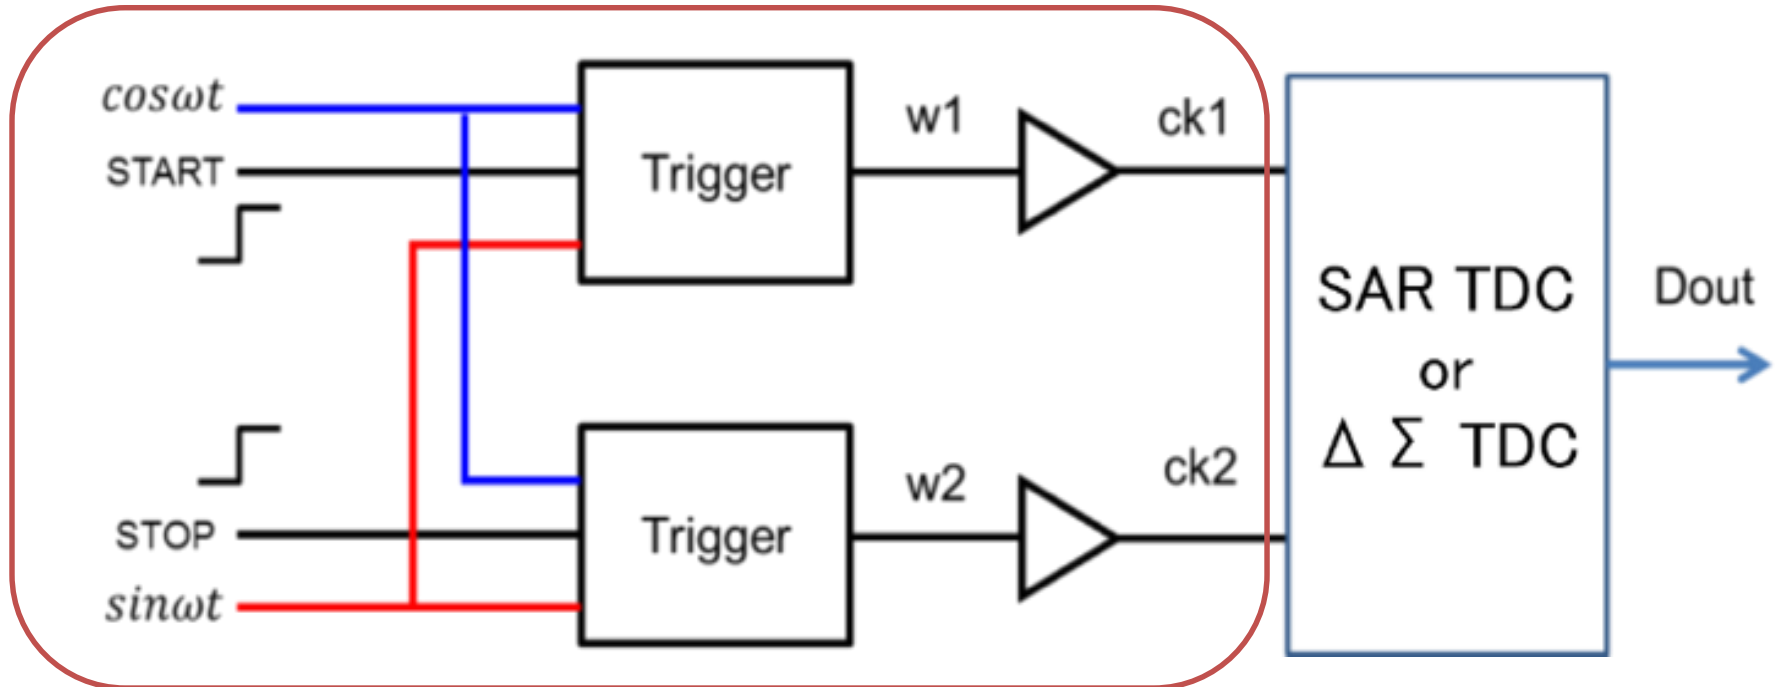 cosωt
START
Trigger
w1
ck1
STOP
sinωt
Trigger
w2
ck2
SAR TDC
or
Δ Σ TDC
Dout